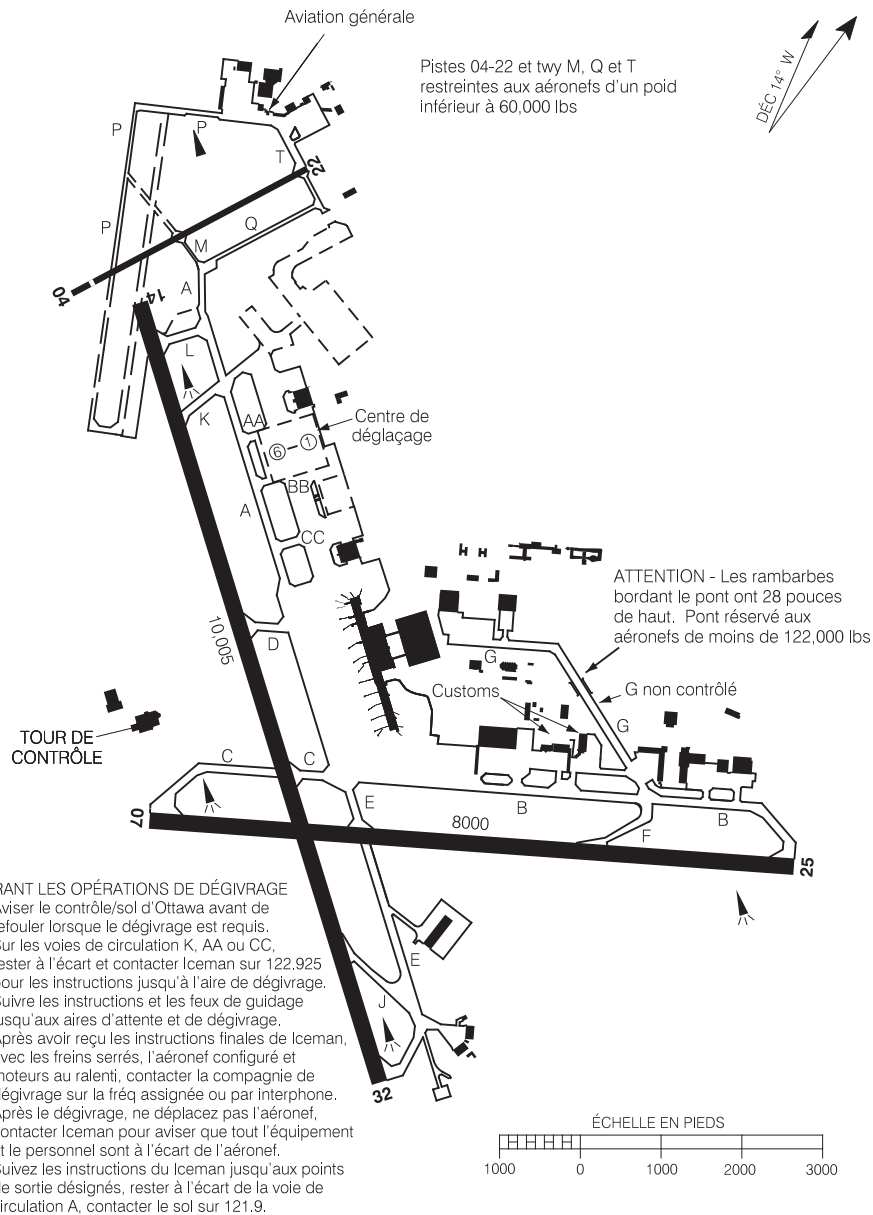 Aviation générale
Pistes 04-22 et twy M, Q et T
restreintes aux aéronefs d'un poid
inférieur à 60,000 lbs
DÉC 14° W
P
P
T
22
P
Q
M
04
A
14
L
K
AA
Centre de
déglaçage
6
1
BB
A
CC
ATTENTION - Les rambarbes
bordant le pont ont 28 pouces
de haut. Pont réservé aux
aéronefs de moins de 122,000 lbs
10,005
D
G
G non contrôlé
Customs
G
TOUR DE
CONTRÔLE
C
C
E
B
B
07
8000
F
25
RANT LES OPÉRATIONS DE DÉGIVRAGE
viser le contrôle/sol d'Ottawa avant de
efouler lorsque le dégivrage est requis.
ur les voies de circulation K, AA ou CC,
ester à l'écart et contacter Iceman sur 122,925
our les instructions jusqu'à l'aire de dégivrage.
uivre les instructions et les feux de guidage
usqu'aux aires d'attente et de dégivrage.
près avoir reçu les instructions finales de Iceman,
vec les freins serrés, l'aéronef configuré et
moteurs au ralenti, contacter la compagnie de
dégivrage sur la fréq assignée ou par interphone.
Après le dégivrage, ne déplacez pas l'aéronef,
contacter Iceman pour aviser que tout l'équipement
et le personnel sont à l'écart de l'aéronef.
Suivez les instructions du Iceman jusqu'aux points
de sortie désignés, rester à l'écart de la voie de
circulation A, contacter le sol sur 121.9.
E
J
32
ÉCHELLE EN PIEDS
1000 0 1000 2000 3000